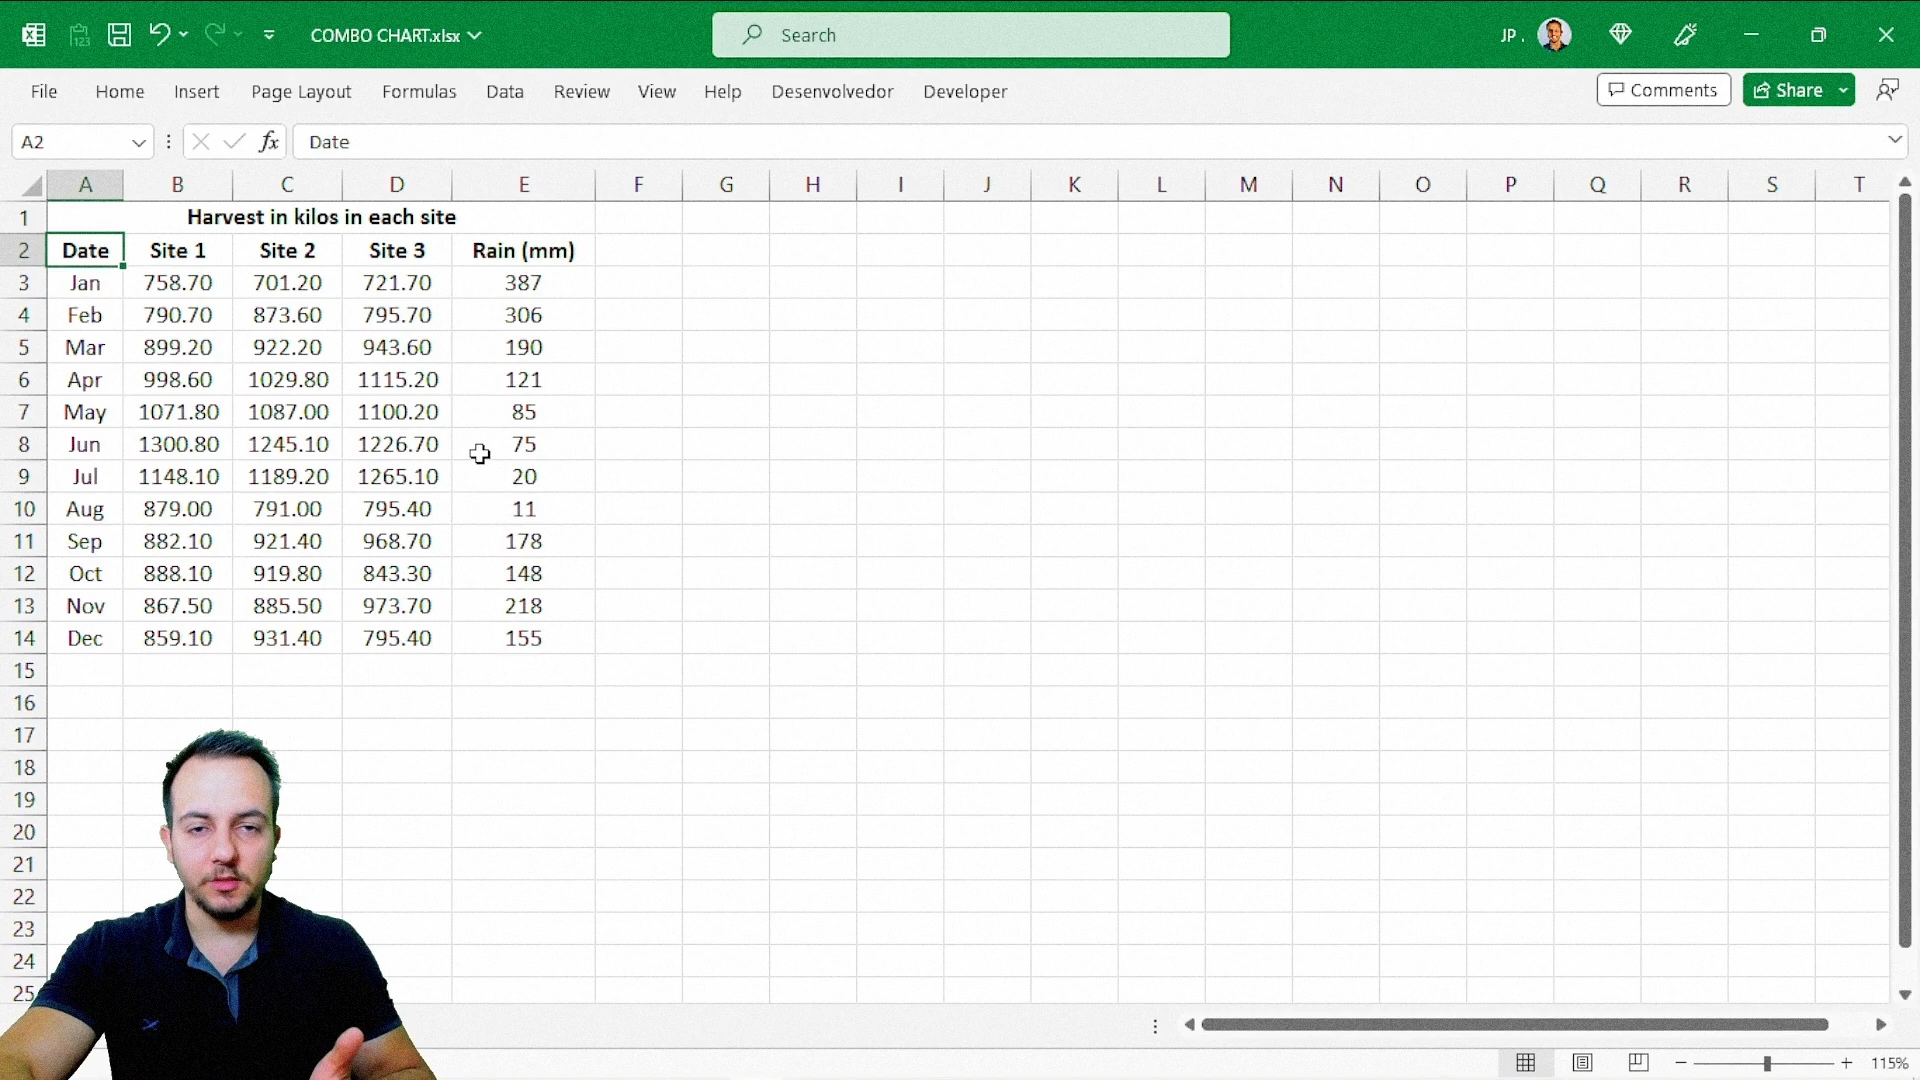 COMBO CHART.xlsx
Search
JP .
File Home Insert Page Layout Formulas Data Review View Help Desenvolvedor Developer
Comments Share
A2 fx Date
A B C D E F G H I J K L M N O P Q R S T
1 Harvest in kilos in each site
2 Date Site 1 Site 2 Site 3 Rain (mm)
3 Jan 758.70 701.20 721.70 387
4 Feb 790.70 873.60 795.70 306
5 Mar 899.20 922.20 943.60 190
6 Apr 998.60 1029.80 1115.20 121
7 May 1071.80 1087.00 1100.20 85
8 Jun 1300.80 1245.10 1226.70 75
9 Jul 1148.10 1189.20 1265.10 20
10 Aug 879.00 791.00 795.40 11
11 Sep 882.10 921.40 968.70 178
12 Oct 888.10 919.80 843.30 148
13 Nov 867.50 885.50 973.70 218
14 Dec 859.10 931.40 795.40 155
15
16
17
18
19
20
21
22
23
24
25
115%